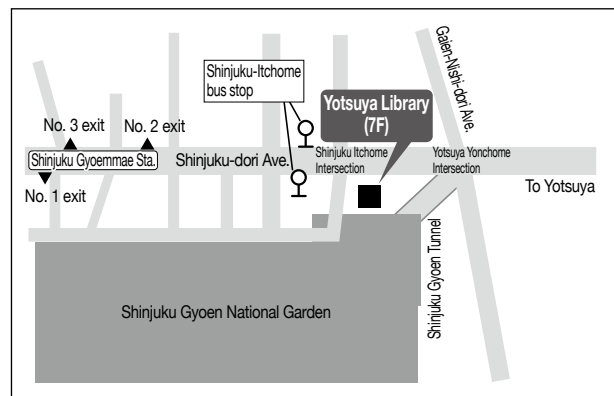 Gaien-Nishi-dori Ave.
Shinjuku-Itchome
bus stop
Yotsuya Library
(7F)
No. 3 exit
No. 2 exit
Shinjuku Gyoemmae Sta.
Shinjuku-dori Ave.
Shinjuku Itchome
Intersection
Yotsuya Yonchome
Intersection
No. 1 exit
To Yotsuya
Shinjuku Gyoen Tunnel
Shinjuku Gyoen National Garden